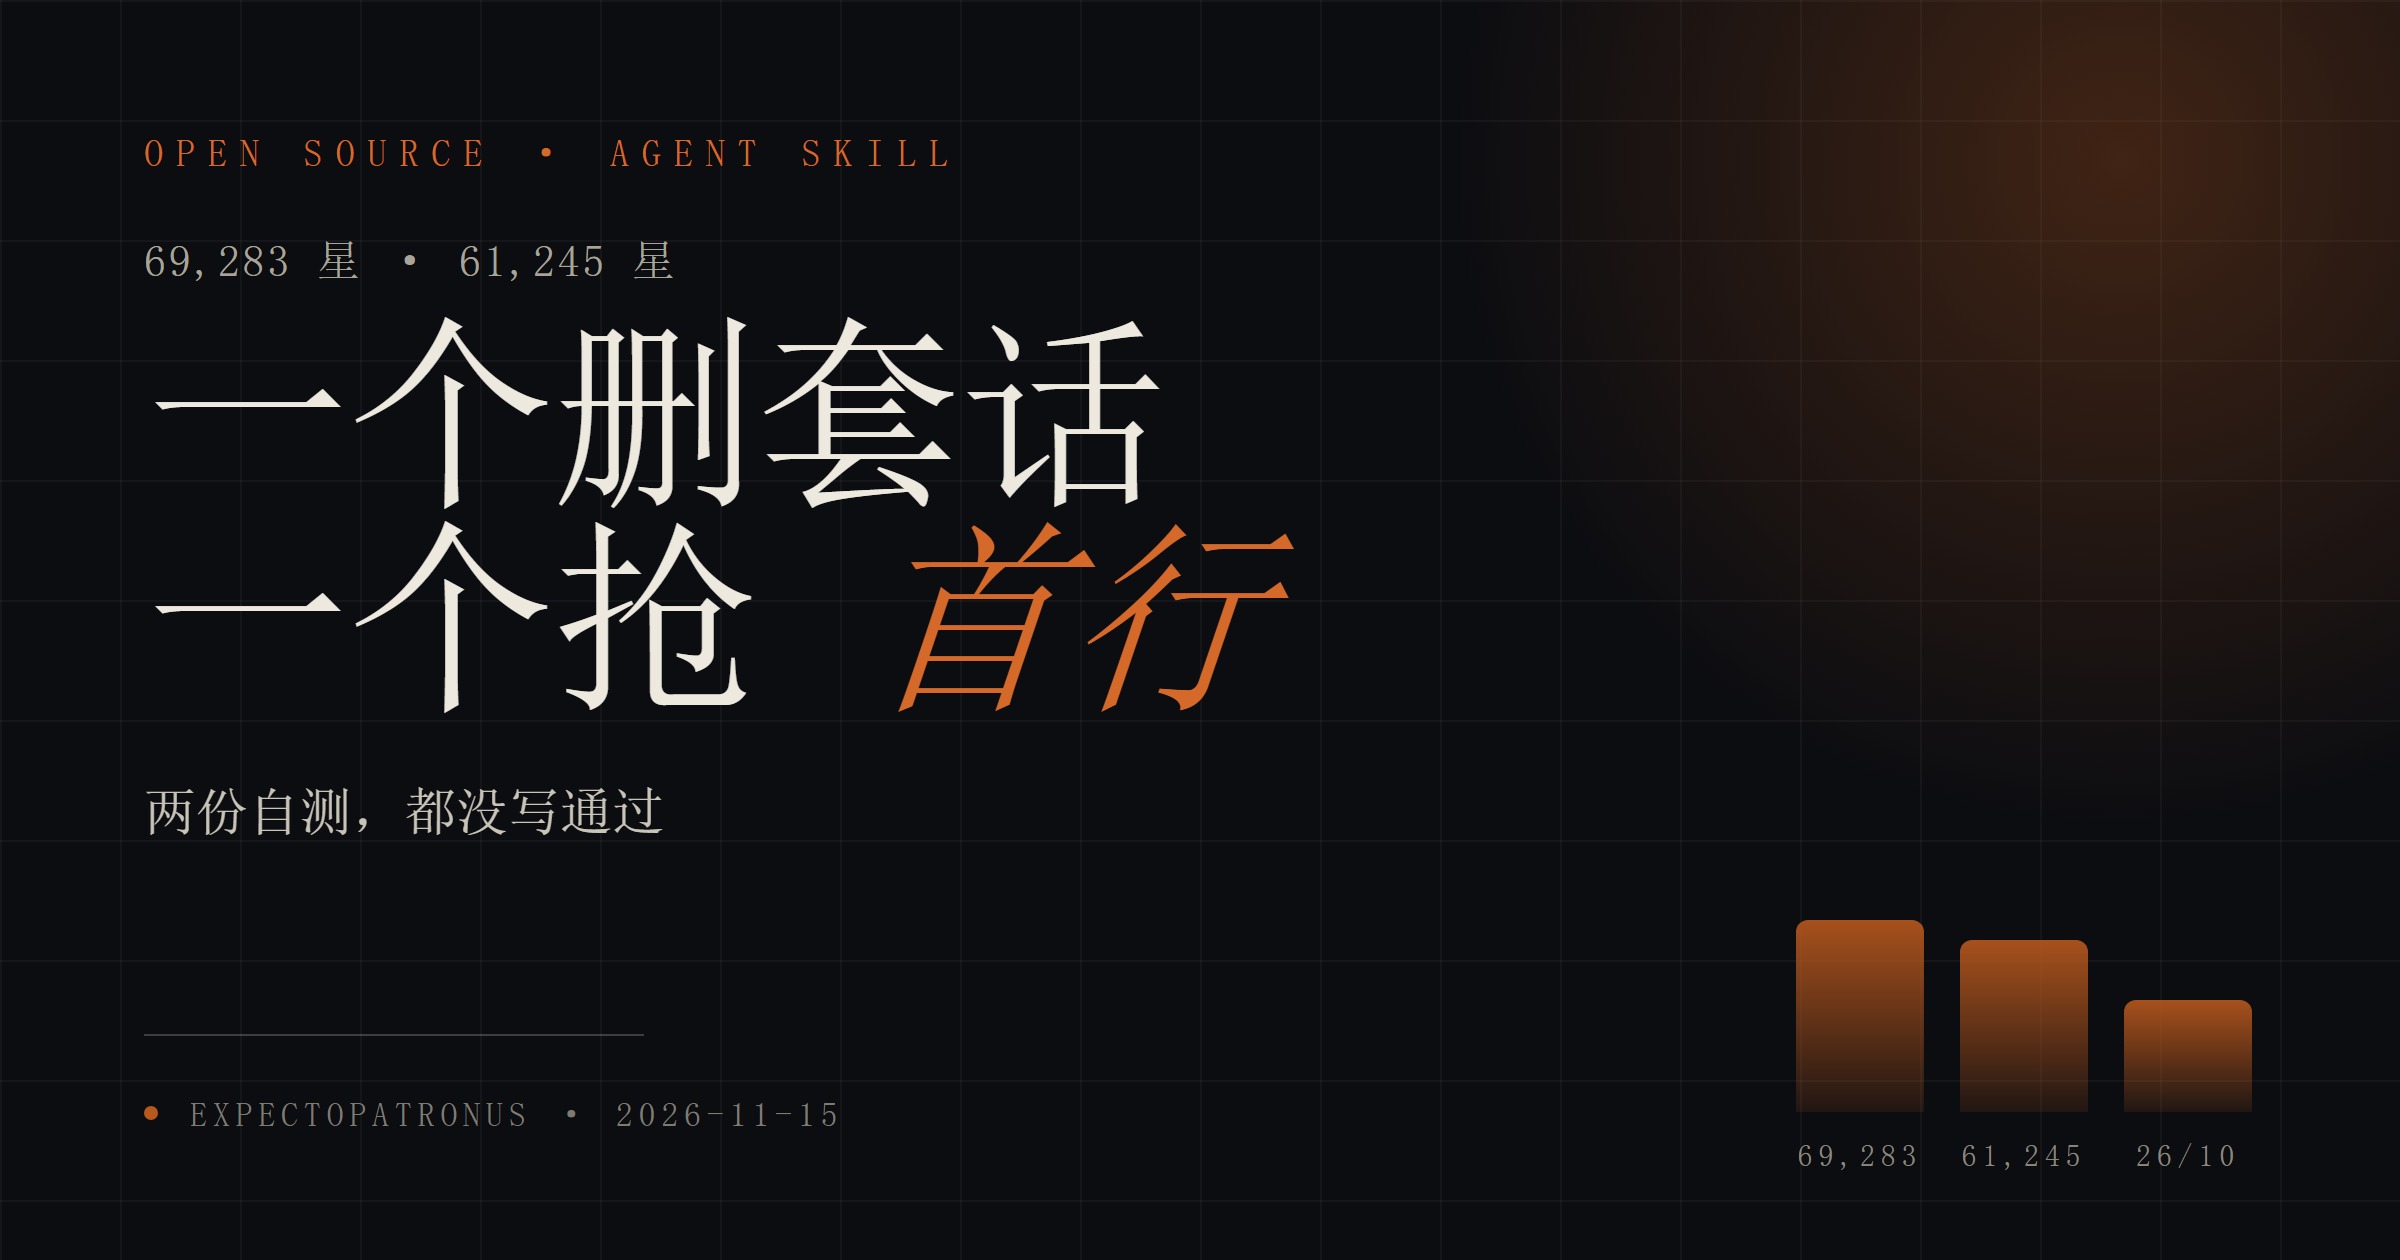 OPEN SOURCE • AGENT SKILL
69,283 星 • 61,245 星
一个删套话
一个抢 首行
两份自测，都没写通过
EXPECTOPATRONUS • 2026-11-15
69,283 61,245 26/10